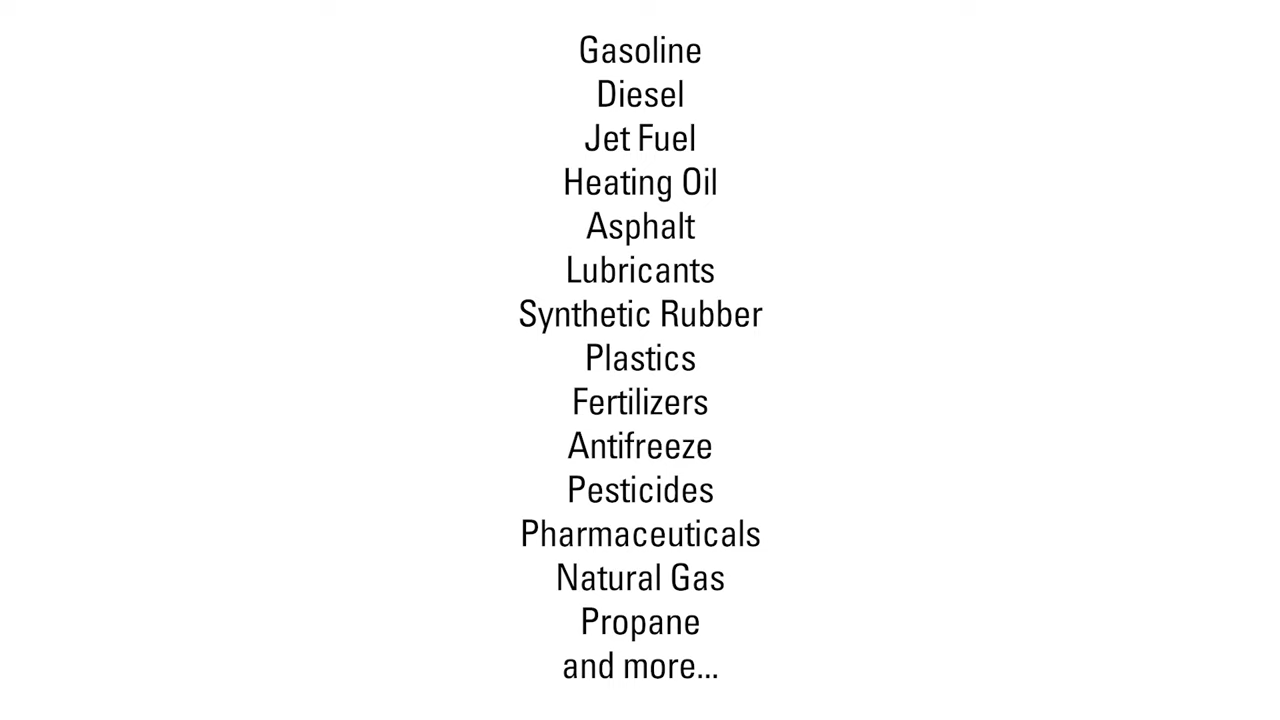 Gasoline
Diesel
Jet Fuel
Heating Oil
Asphalt
Lubricants
Synthetic Rubber
Plastics
Fertilizers
Antifreeze
Pesticides
Pharmaceuticals
Natural Gas
Propane
and more...